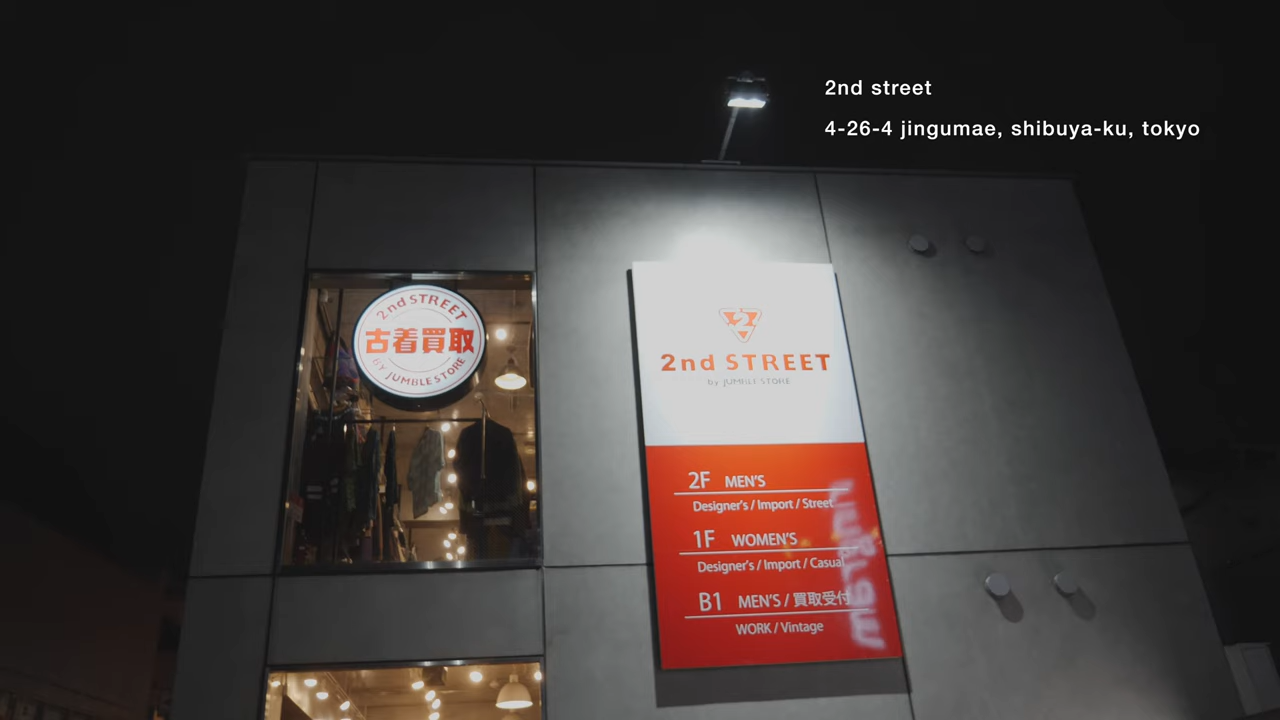 2nd street
4-26-4 jingumae, shibuya-ku, tokyo
2nd STREET
古着買取
BY JUMBLE STORE
2
2nd STREET
by JUMBLE STORE
2F MEN'S
Designer's / Import / Street
1F WOMEN'S
Designer's / Import / Casual
B1 MEN'S / 買取受付
WORK / Vintage